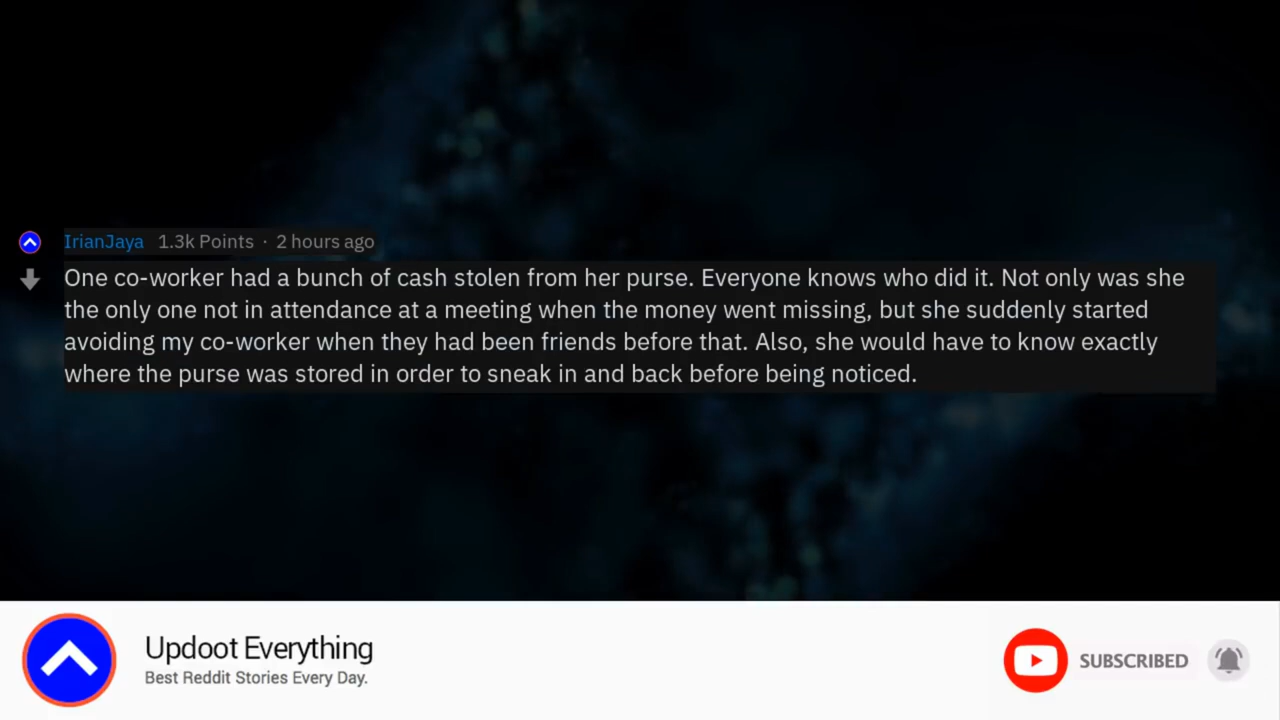 IrianJaya 1.3k Points · 2 hours ago
One co-worker had a bunch of cash stolen from her purse. Everyone knows who did it. Not only was she
the only one not in attendance at a meeting when the money went missing, but she suddenly started
avoiding my co-worker when they had been friends before that. Also, she would have to know exactly
where the purse was stored in order to sneak in and back before being noticed.
Updoot Everything
Best Reddit Stories Every Day.
SUBSCRIBED